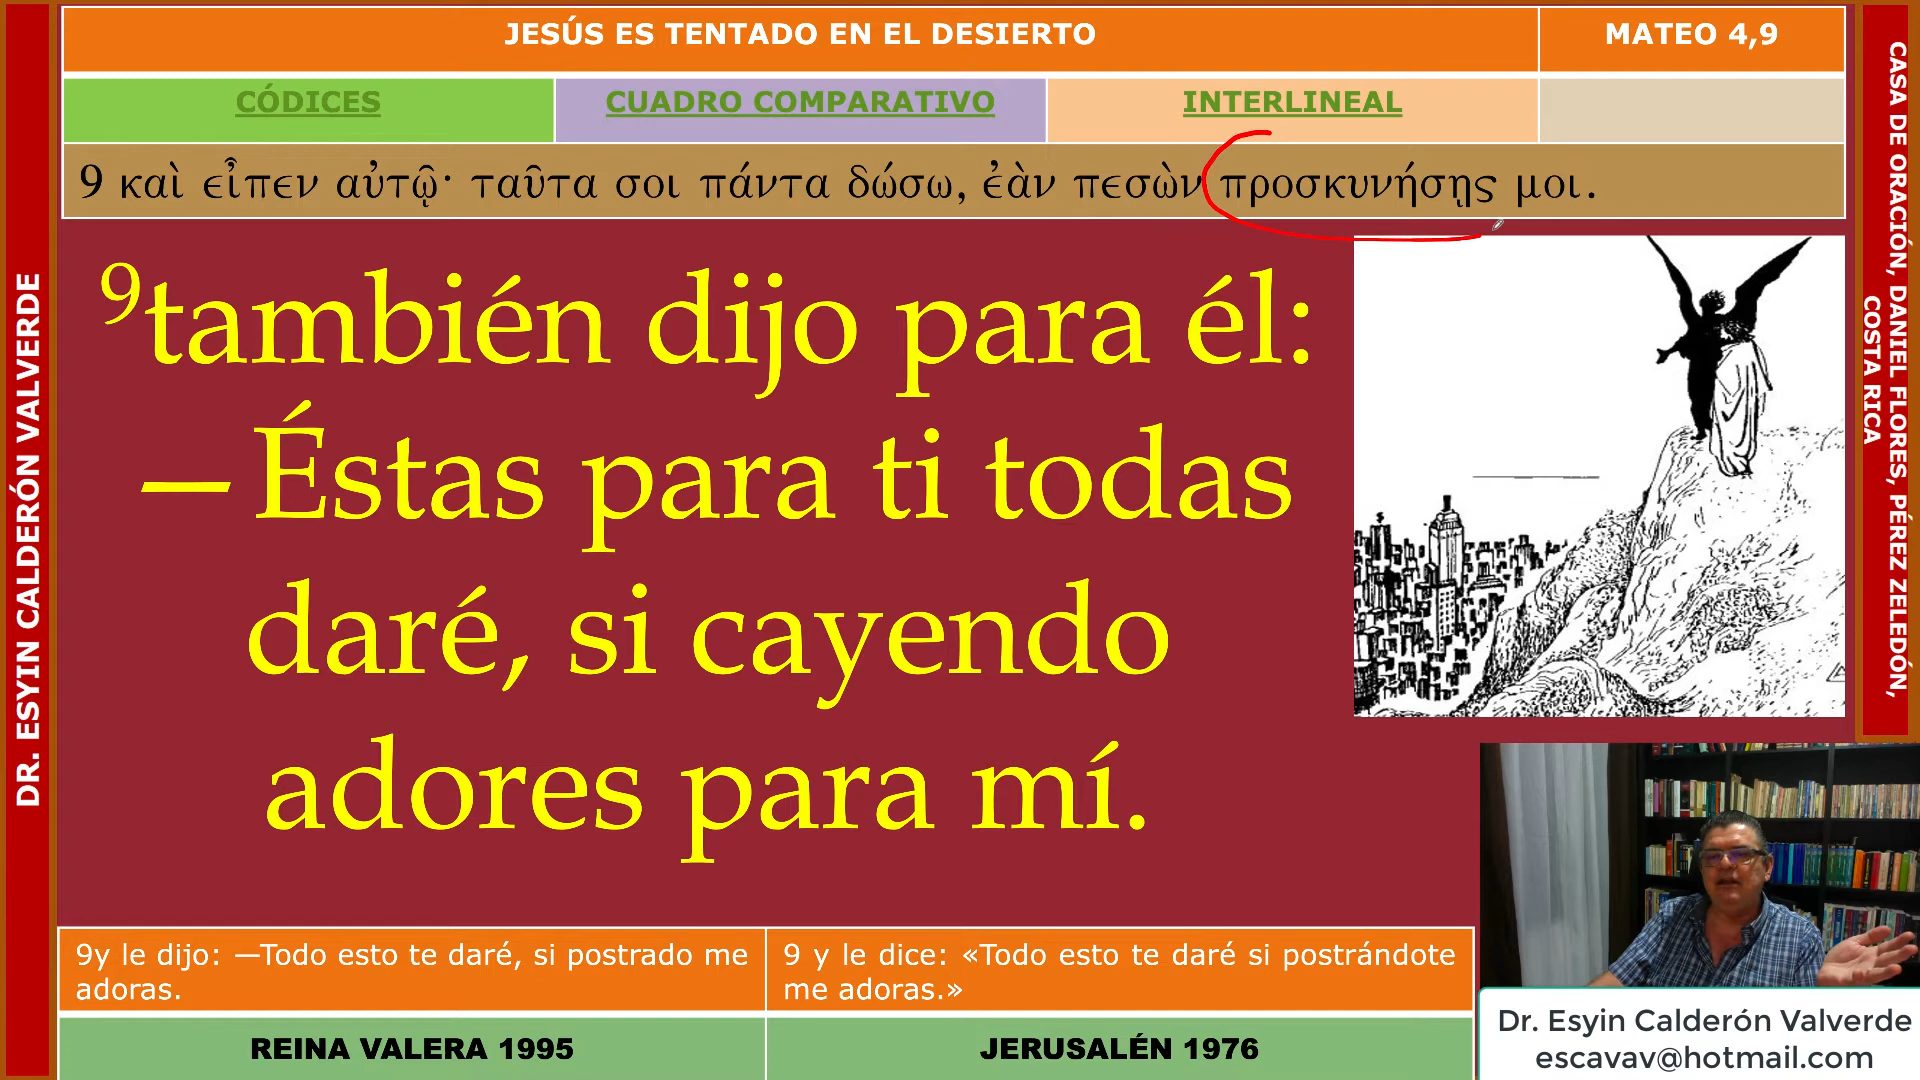 JESÚS ES TENTADO EN EL DESIERTO
MATEO 4,9
CÓDICES
CUADRO COMPARATIVO
INTERLINEAL
9 καὶ εἶπεν αὐτῷ· ταῦτα σοι πάντα δώσω, ἐὰν πεσὼν προσκυνήσῃς μοι.
9también dijo para él:
—Éstas para ti todas
daré, si cayendo
adores para mí.
9y le dijo: —Todo esto te daré, si postrado me
adoras.
9 y le dice: «Todo esto te daré si postrándote
me adoras.»
REINA VALERA 1995
JERUSALÉN 1976
DR. ESYIN CALDERÓN VALVERDE
CASA DE ORACIÓN, DANIEL FLORES, PÉREZ ZELEDÓN,
COSTA RICA
Dr. Esyin Calderón Valverde
escavav@hotmail.com